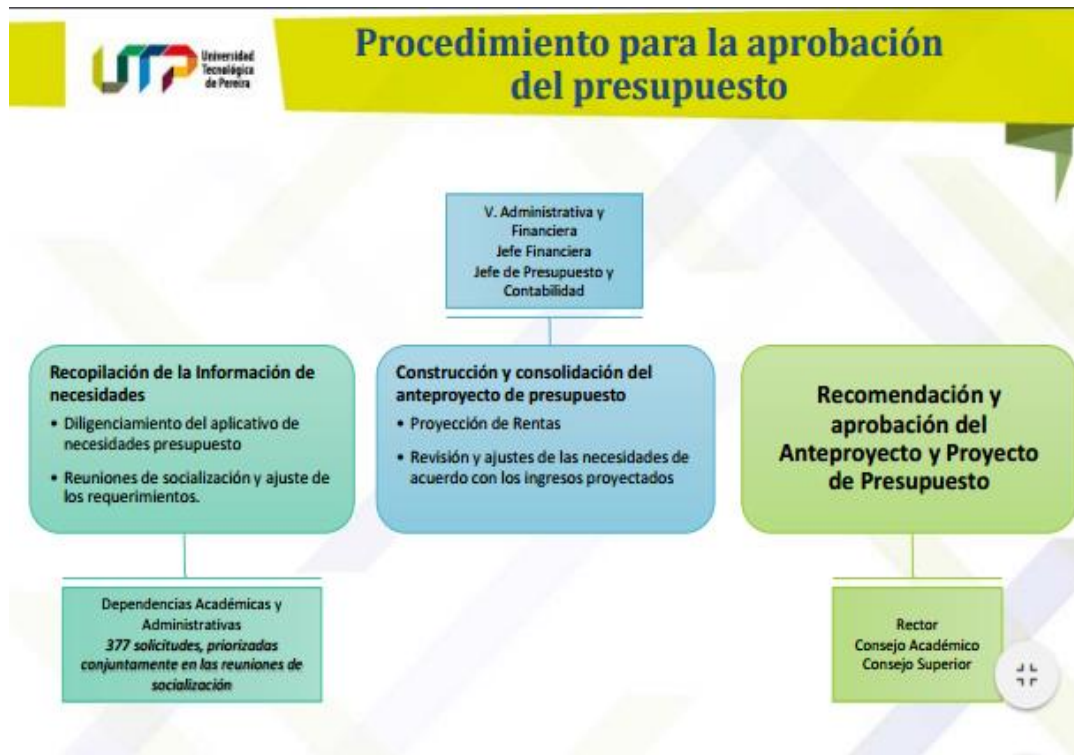 UTP
Universidad
Tecnológica
de Pereira
Procedimiento para la aprobación
del presupuesto
V. Administrativa y
Financiera
Jefe Financiera
Jefe de Presupuesto y
Contabilidad
Recopilación de la Información de
necesidades
• Diligenciamiento del aplicativo de
necesidades presupuesto
• Reuniones de socialización y ajuste de
los requerimientos.
Dependencias Académicas y
Administrativas
377 solicitudes, priorizadas
conjuntamente en las reuniones de
socialización
Construcción y consolidación del
anteproyecto de presupuesto
• Proyección de Rentas
• Revisión y ajustes de las necesidades de
acuerdo con los ingresos proyectados
Recomendación y
aprobación del
Anteproyecto y Proyecto
de Presupuesto
Rector
Consejo Académico
Consejo Superior